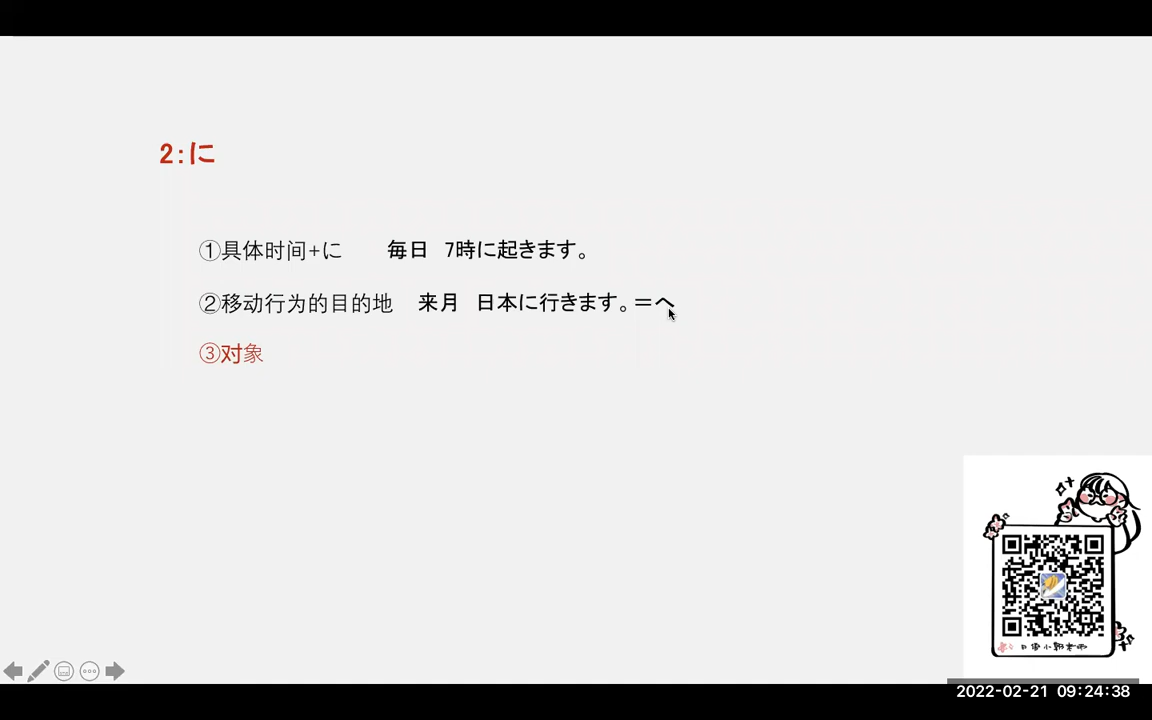 2:に
①具体时间+に 毎日 7時に起きます。
②移动行为的目的地 来月 日本に行きます。＝へ
③对象
2022-02-21 09:24:38